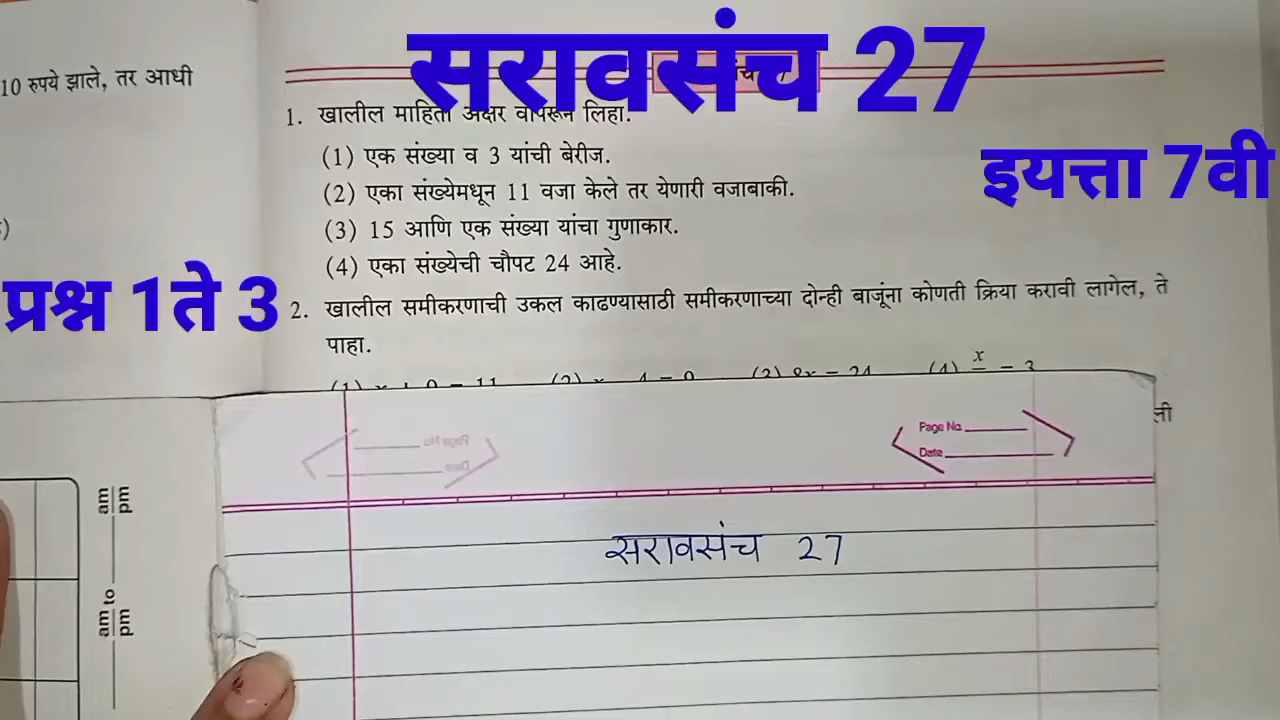 सरावसंच 27
इयत्ता 7वी
प्रश्न 1ते 3
10 रुपये झाले, तर आधी
1. खालील माहिती अक्षर वापरून लिहा.
(1) एक संख्या व 3 यांची बेरीज.
(2) एका संख्येमधून 11 वजा केले तर येणारी वजाबाकी.
(3) 15 आणि एक संख्या यांचा गुणाकार.
(4) एका संख्येची चौपट 24 आहे.
2. खालील समीकरणाची उकल काढण्यासाठी समीकरणाच्या दोन्ही बाजूंना कोणती क्रिया करावी लागेल, ते
पाहा.
Page No.
Date
सरावसंच 27
am
pm
am to
pm